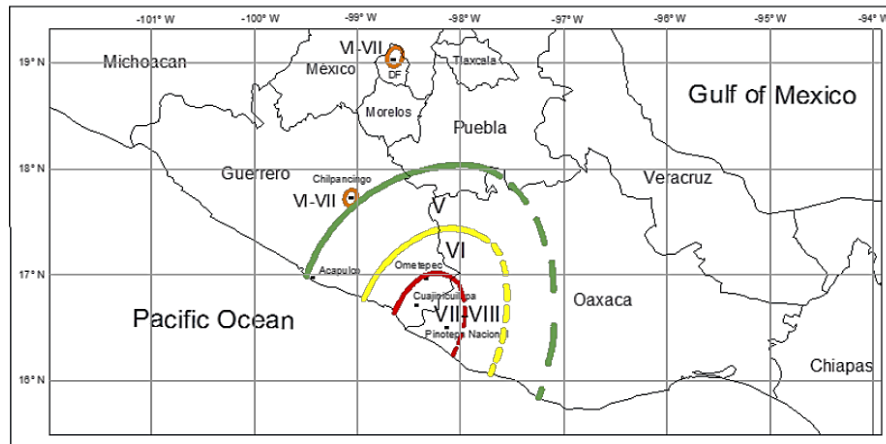 -101°W -100°W -99°W -98°W -97°W -96°W -95°W -94°W
Michoacan
VI-VII
México
DF
Tlaxcala
19°N
Gulf of Mexico
Morelos
Puebla
18°N
Guerrero
Chilpancingo
VI-VII
Veracruz
V
VI
17°N
Acapulco
Ometepec
Oaxaca
Cuajinicuilapa
Pacific Ocean
VII-VIII
Pinotepa Nacional
Chiapas
16°N